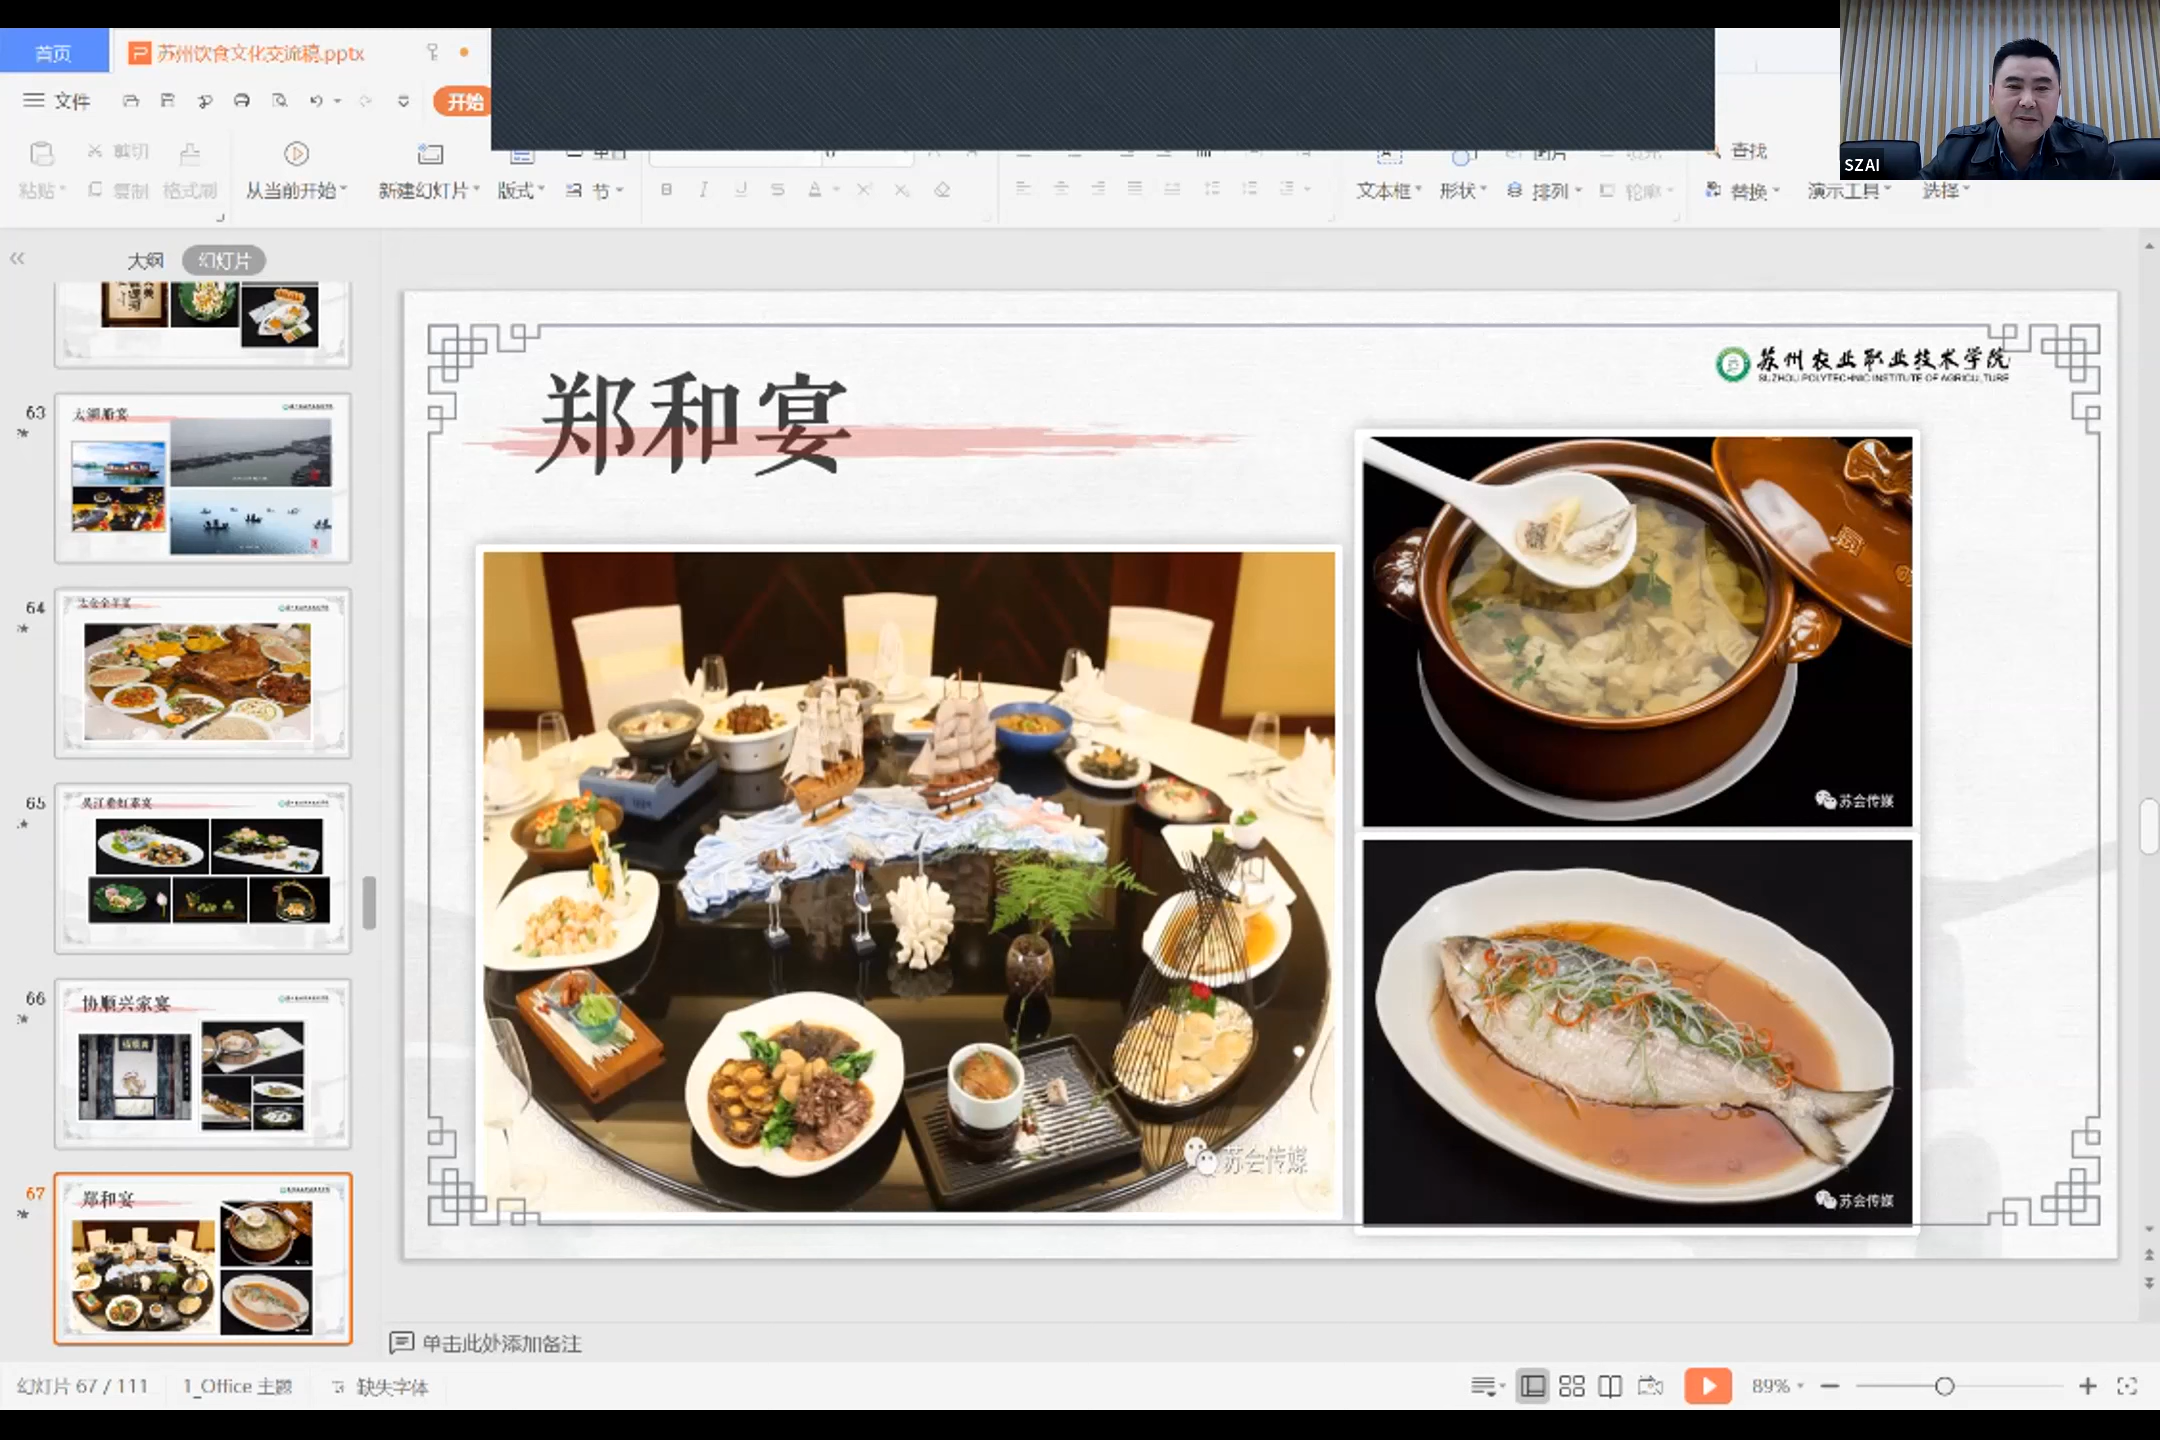 首页
苏州饮食文化交流稿.pptx
文件
开始
SZAI
粘贴
剪切
复制
格式刷
从当前开始
新建幻灯片
版式
节
文本框
形状
排列
轮廓
查找
替换
演示工具
选择
大纲
幻灯片
63
太湖船宴
64
65
66
协顺兴家宴
67
郑和宴
郑和宴
苏州农业职业技术学院
SUZHOU POLYTECHNIC INSTITUTE OF AGRICULTURE
苏会传媒
苏会传媒
苏会传媒
单击此处添加备注
幻灯片 67 / 111
1_Office 主题
缺失字体
89%